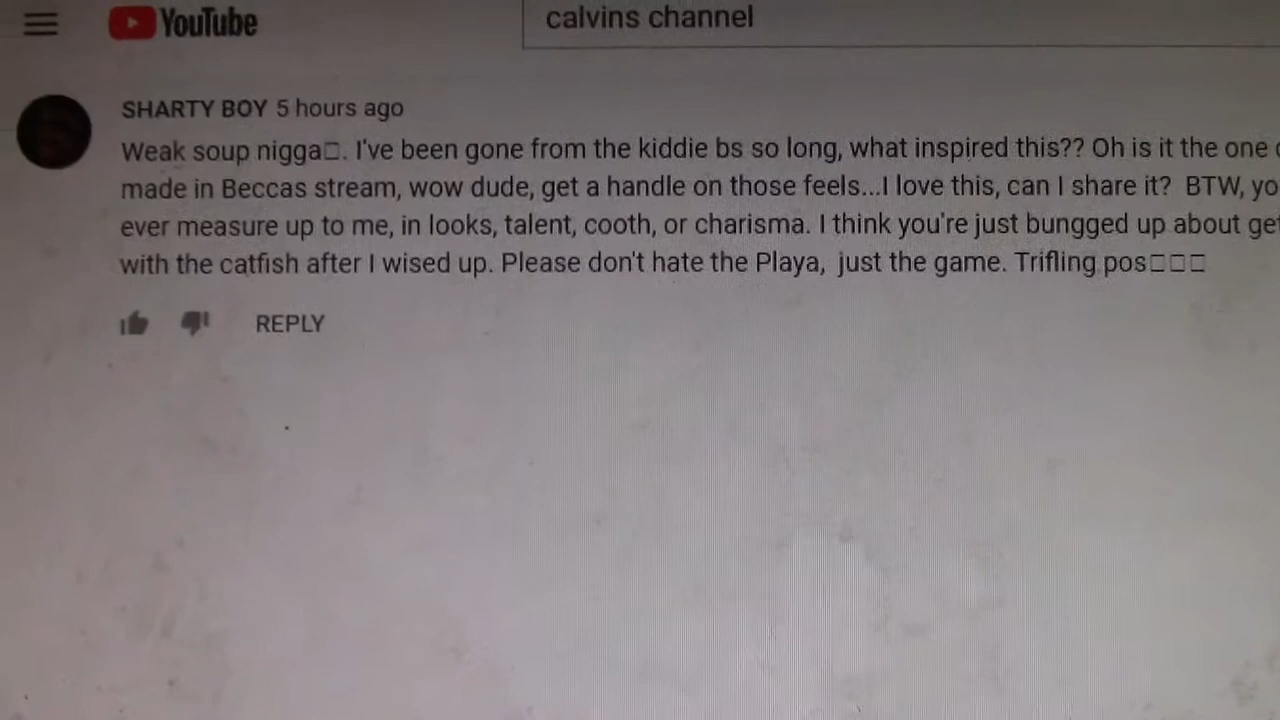 YouTube
calvins channel
SHARTY BOY 5 hours ago
Weak soup nigga□. I've been gone from the kiddie bs so long, what inspired this?? Oh is it the one
made in Beccas stream, wow dude, get a handle on those feels...I love this, can I share it? BTW, yo
ever measure up to me, in looks, talent, cooth, or charisma. I think you're just bungged up about ge
with the catfish after I wised up. Please don't hate the Playa, just the game. Trifling pos□□□
REPLY